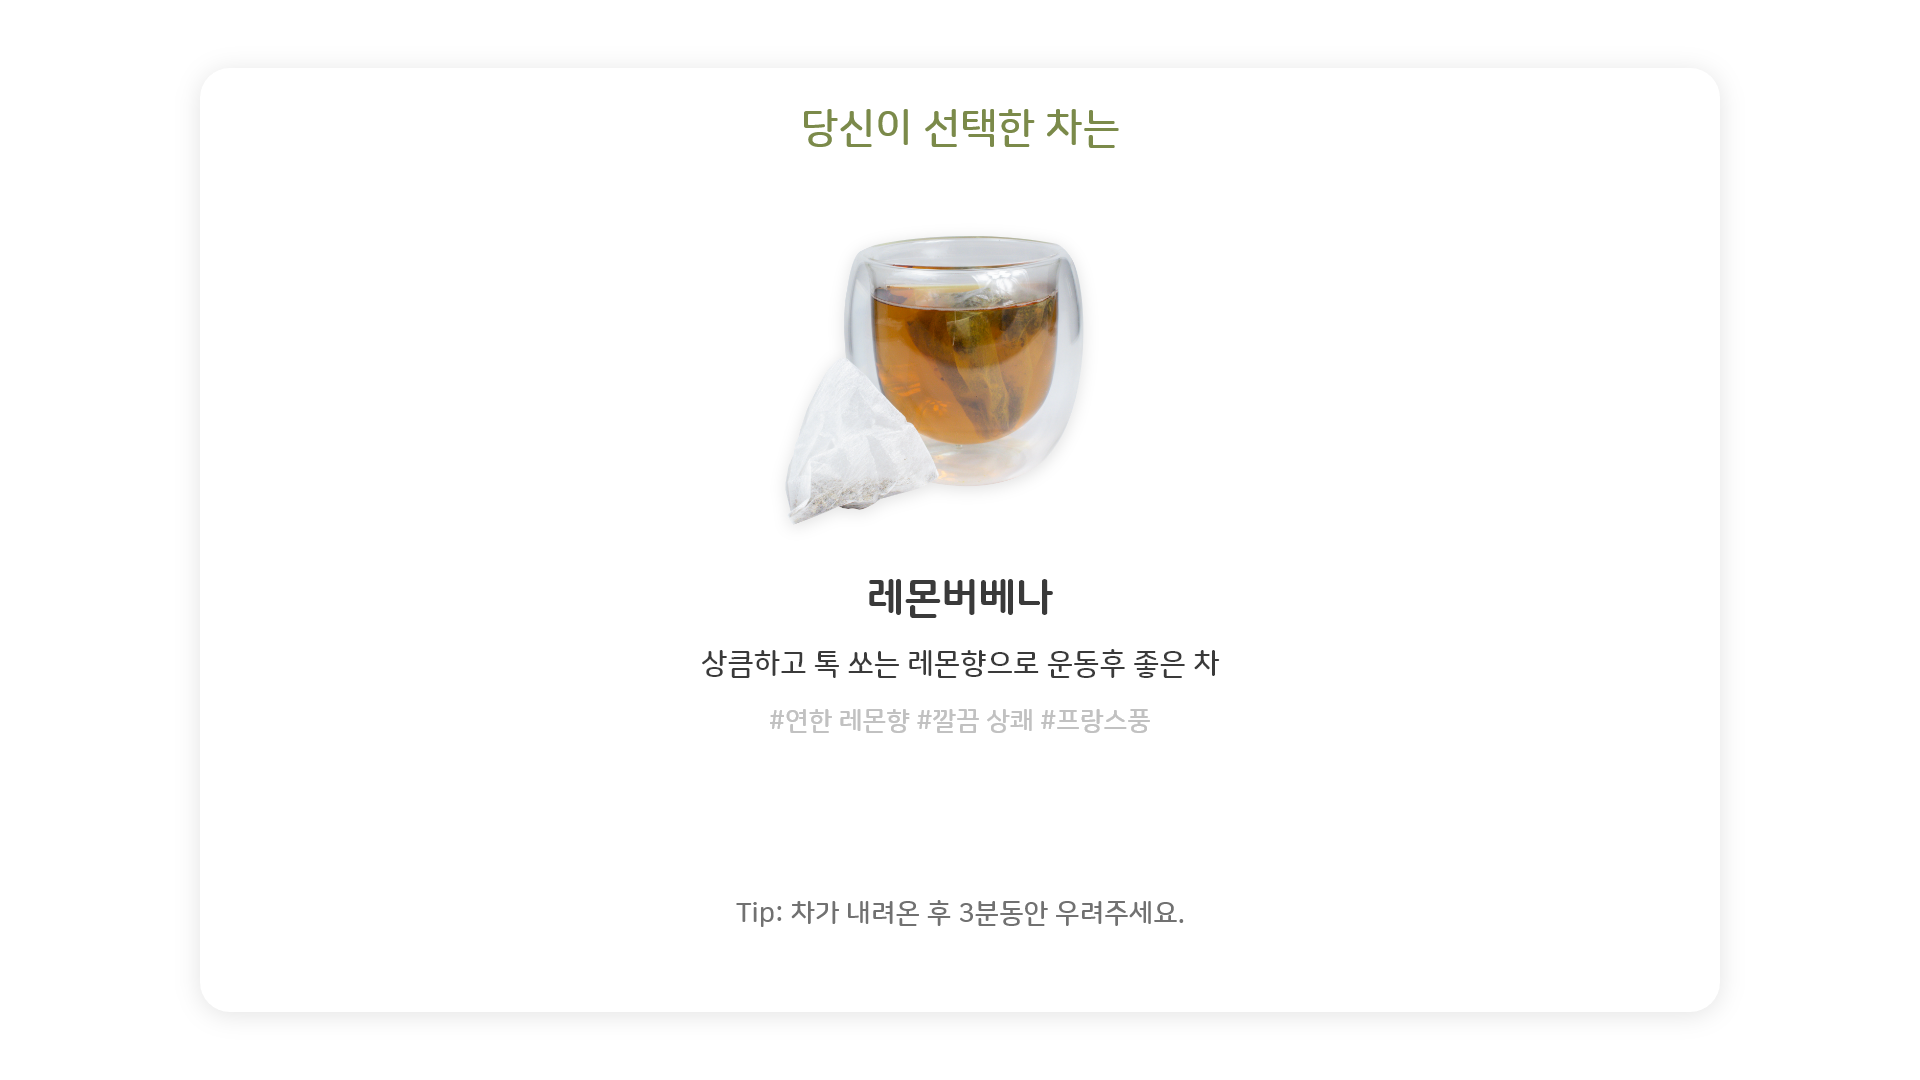 당신이 선택한 차는
레몬버베나
상큼하고 톡 쏘는 레몬향으로 운동후 좋은 차
#연한 레몬향 #깔끔 상쾌 #프랑스풍
Tip: 차가 내려온 후 3분동안 우려주세요.